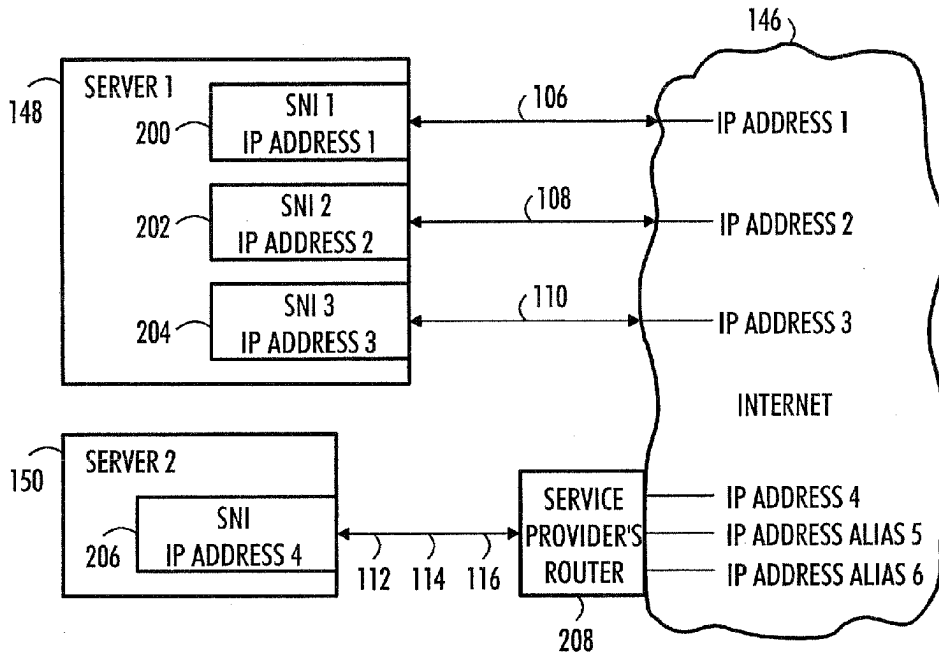 146
SERVER 1
148
SNI 1
IP ADDRESS 1
200
106
IP ADDRESS 1
SNI 2
IP ADDRESS 2
202
108
IP ADDRESS 2
SNI 3
IP ADDRESS 3
204
110
IP ADDRESS 3
INTERNET
SERVER 2
150
SNI
IP ADDRESS 4
206
112
114
116
SERVICE
PROVIDER'S
ROUTER
208
IP ADDRESS 4
IP ADDRESS ALIAS 5
IP ADDRESS ALIAS 6